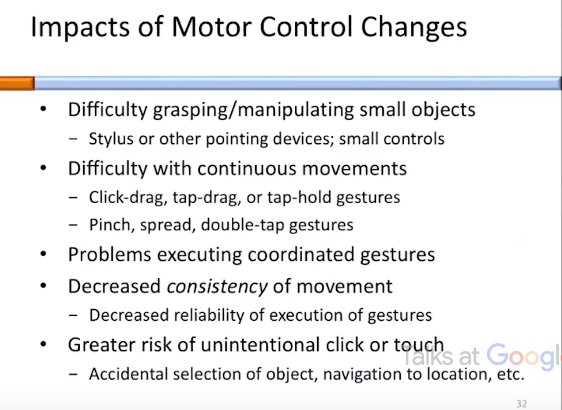 Impacts of Motor Control Changes
• Difficulty grasping/manipulating small objects
– Stylus or other pointing devices; small controls
• Difficulty with continuous movements
– Click-drag, tap-drag, or tap-hold gestures
– Pinch, spread, double-tap gestures
• Problems executing coordinated gestures
• Decreased consistency of movement
– Decreased reliability of execution of gestures
• Greater risk of unintentional click or touch
Talks at Googl
– Accidental selection of object, navigation to location, etc.
32